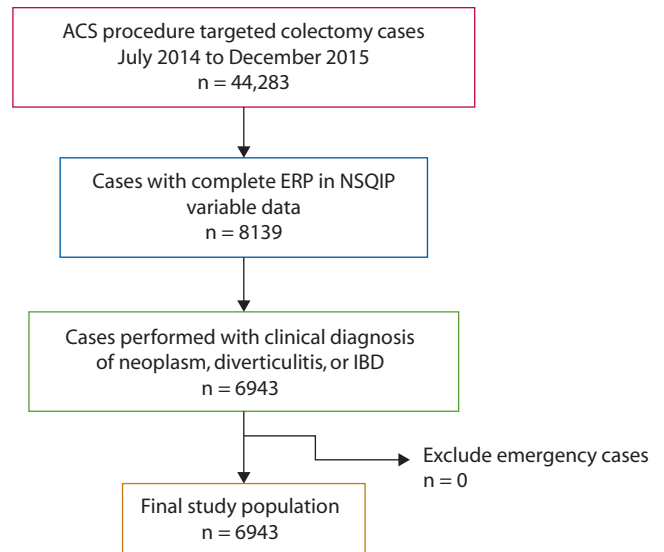 ACS procedure targeted colectomy cases
July 2014 to December 2015
n = 44,283
Cases with complete ERP in NSQIP
variable data
n = 8139
Cases performed with clinical diagnosis
of neoplasm, diverticulitis, or IBD
n = 6943
Exclude emergency cases
n = 0
Final study population
n = 6943